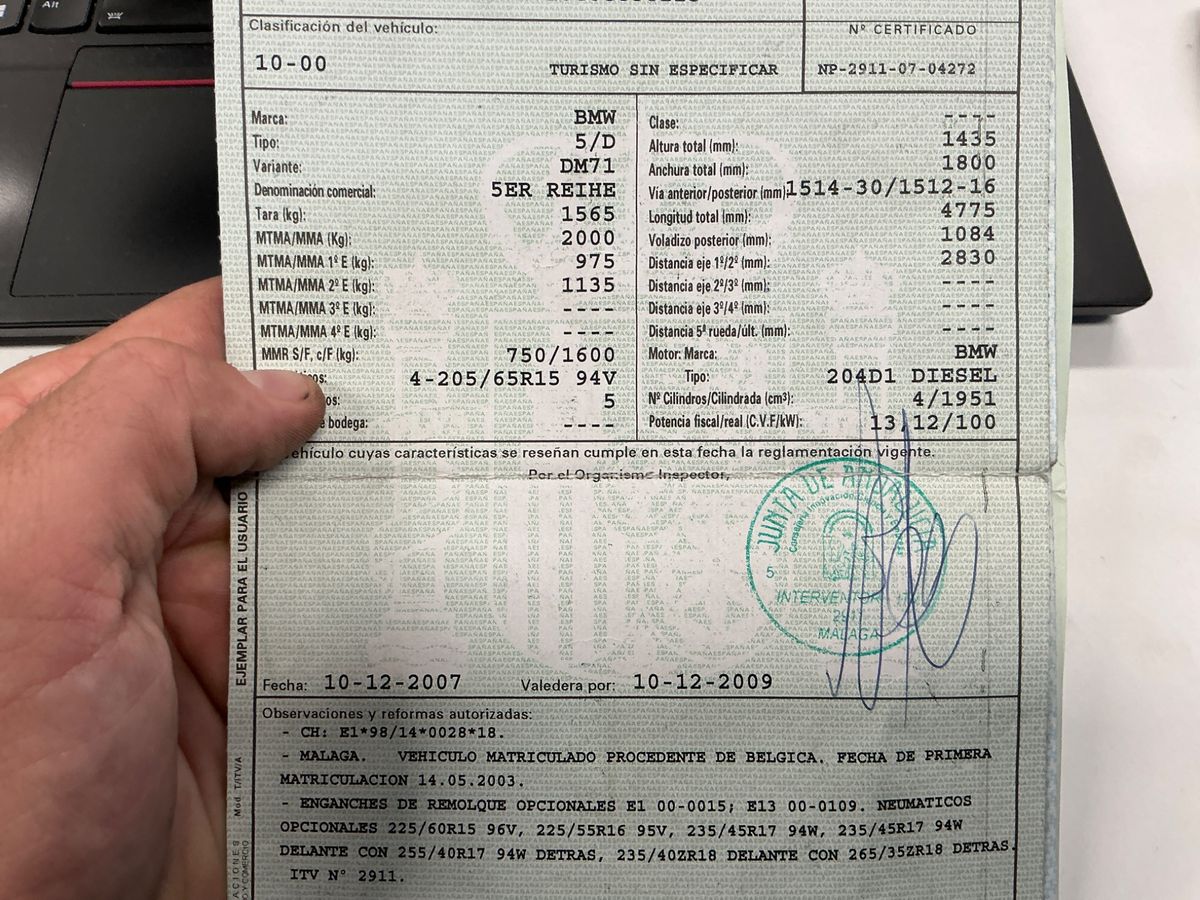 Alt
Clasificación del vehículo:
10-00
TURISMO SIN ESPECIFICAR
Nº CERTIFICADO
NP-2911-07-04272
Marca: BMW
Tipo: 5/D
Variante: DM71
Denominación comercial: 5ER REIHE
Tara (kg): 1565
MTMA/MMA (Kg): 2000
MTMA/MMA 1º E (kg): 975
MTMA/MMA 2º E (kg): 1135
MTMA/MMA 3º E (kg): ----
MTMA/MMA 4º E (kg): ----
MMR S/F, c/F (kg): 750/1600
4-205/65R15 94V
5
bodega: ----
Clase: ----
Altura total (mm): 1435
Anchura total (mm): 1800
Via anterior/posterior (mm): 1514-30/1512-16
Longitud total (mm): 4775
Voladizo posterior (mm): 1084
Distancia eje 1º/2º (mm): 2830
Distancia eje 2º/3º (mm): ----
Distancia eje 3º/4º (mm): ----
Distancia 5ª rueda/últ. (mm): ----
Motor: Marca: BMW
Tipo: 204D1 DIESEL
Nº Cilindros/Cilindrada (cm³): 4/1951
Potencia fiscal/real (C.V.F/kW): 13,12/100
vehículo cuyas características se reseñan cumple en esta fecha la reglamentación vigente.
Por el Organismo Inspector,
JUNTA DE
5
MALAGA
EJEMPLAR PARA EL USUARIO
Fecha: 10-12-2007
Valedera por: 10-12-2009
Observaciones y reformas autorizadas:
- CH: E1*98/14*0028*18.
- MALAGA. VEHICULO MATRICULADO PROCEDENTE DE BELGICA. FECHA DE PRIMERA
MATRICULACION 14.05.2003.
- ENGANCHES DE REMOLQUE OPCIONALES E1 00-0015; E13 00-0109. NEUMATICOS
OPCIONALES 225/60R15 96V, 225/55R16 95V, 235/45R17 94W, 235/45R17 94W
DELANTE CON 255/40R17 94W DETRAS, 235/40ZR18 DELANTE CON 265/35ZR18 DETRAS.
ITV Nº 2911.
Mod. T/ITV/A